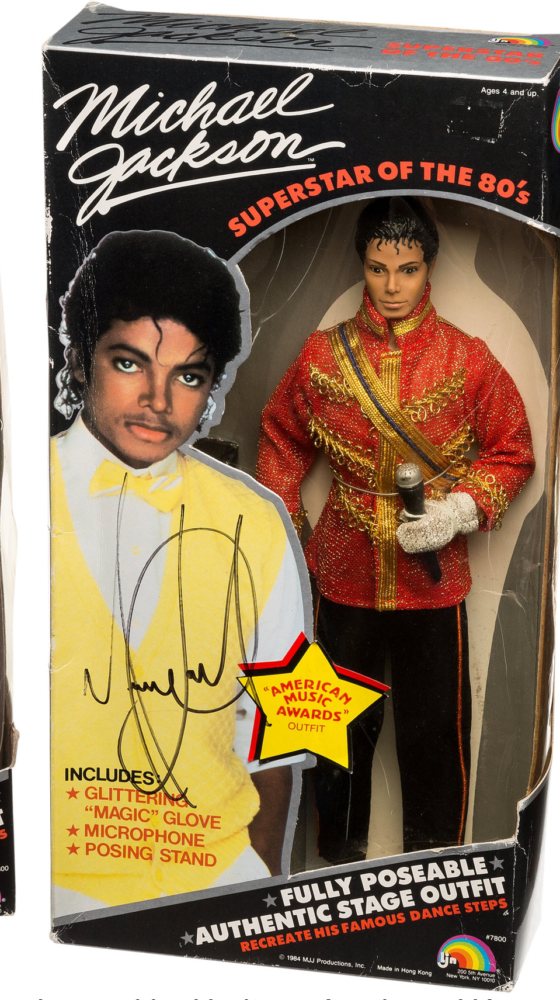 Michael
Jackson
SUPERSTAR
OF THE 80's
ljn
Ages 4 and up.
Michael
Jackson™
SUPERSTAR OF THE 80's
"AMERICAN
MUSIC
AWARDS"
OUTFIT
INCLUDES:
★ GLITTERING
"MAGIC" GLOVE
★ MICROPHONE
★ POSING STAND
★ FULLY POSEABLE ★
★ AUTHENTIC STAGE OUTFIT
RECREATE HIS FAMOUS DANCE STEPS
#7800
© 1984 MJJ Productions, Inc. Made in Hong Kong
ljn®
200 5th Avenue
New York, NY 10010